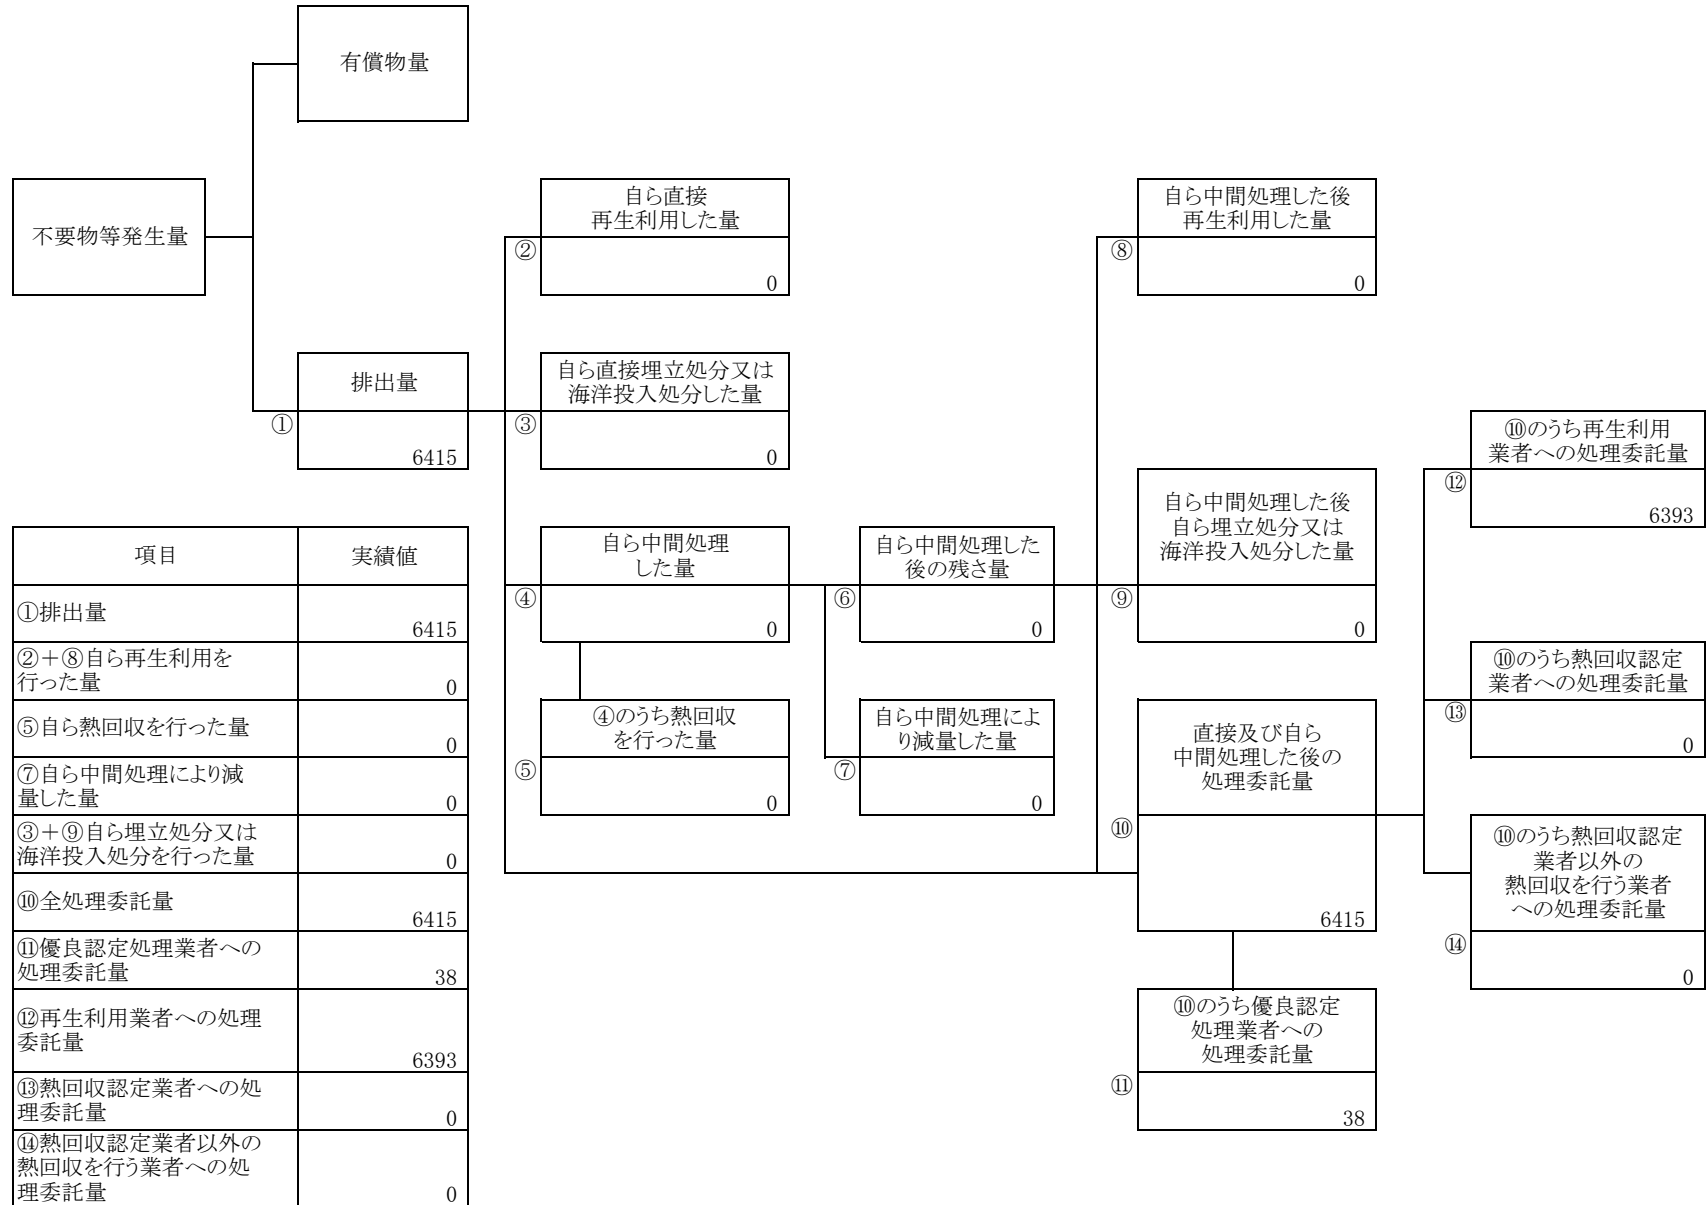 有償物量
不要物等発生量
自ら直接
再生利用した量
②
0
自ら中間処理した後
再生利用した量
⑧
0
排出量
①
6415
自ら直接埋立処分又は
海洋投入処分した量
③
0
⑩のうち再生利用
業者への処理委託量
⑫
6393
自ら中間処理した後
自ら埋立処分又は
海洋投入処分した量
⑨
0
自ら中間処理
した量
④
0
自ら中間処理した
後の残さ量
⑥
0
⑩のうち熱回収認定
業者への処理委託量
⑬
0
④のうち熱回収
を行った量
⑤
0
自ら中間処理によ
り減量した量
⑦
0
直接及び自ら
中間処理した後の
処理委託量
⑩
6415
⑩のうち熱回収認定
業者以外の
熱回収を行う業者
への処理委託量
⑭
0
⑩のうち優良認定
処理業者への
処理委託量
⑪
38
項目 実績値
①排出量
6415
②＋⑧自ら再生利用を
行った量 0
⑤自ら熱回収を行った量
0
⑦自ら中間処理により減
量した量 0
③＋⑨自ら埋立処分又は
海洋投入処分を行った量 0
⑩全処理委託量
6415
⑪優良認定処理業者への
処理委託量 38
⑫再生利用業者への処理
委託量
6393
⑬熱回収認定業者への処
理委託量 0
⑭熱回収認定業者以外の
熱回収を行う業者への処
理委託量 0